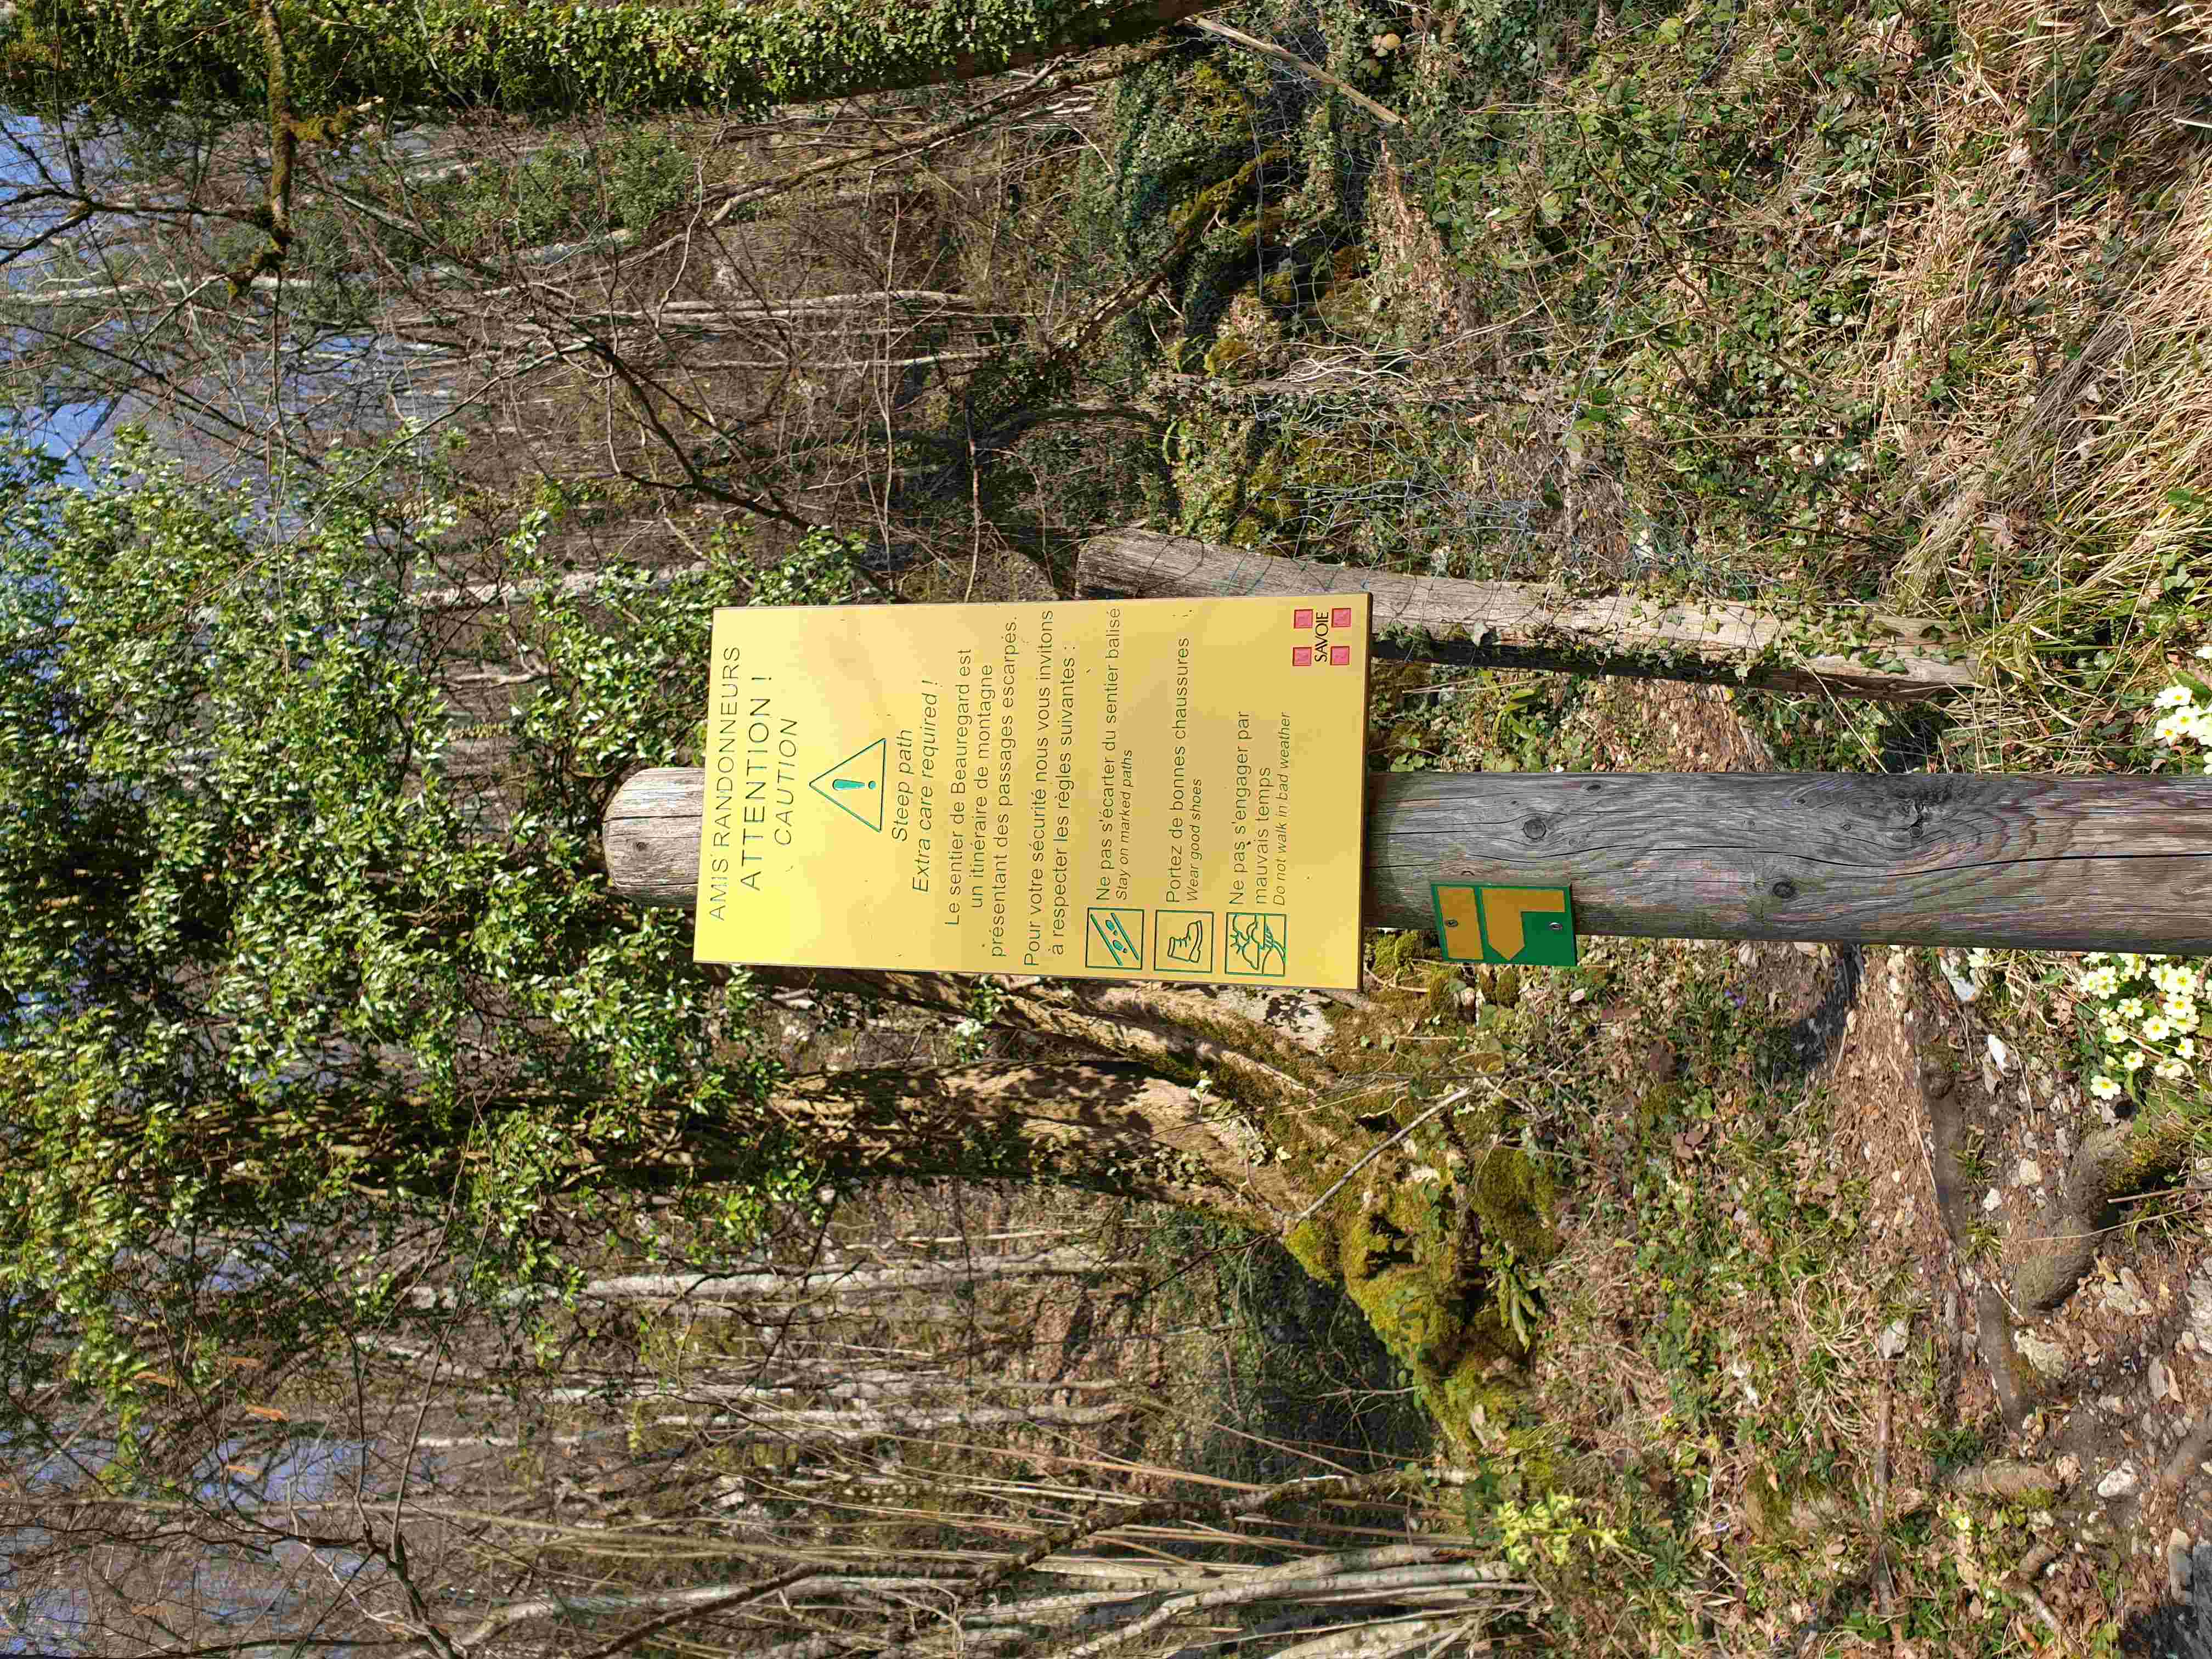 AMIS RANDONNEURS
ATTENTION !
CAUTION
!
Steep path
Extra care required !
Le sentier de Beauregard est
un itinéraire de montagne
présentant des passages escarpés.
Pour votre sécurité nous vous invitons
à respecter les règles suivantes :
Ne pas s'écarter du sentier balisé
Stay on marked paths
Portez de bonnes chaussures
Wear good shoes
Ne pas s'engager par
mauvais temps
Do not walk in bad weather
SAVOIE